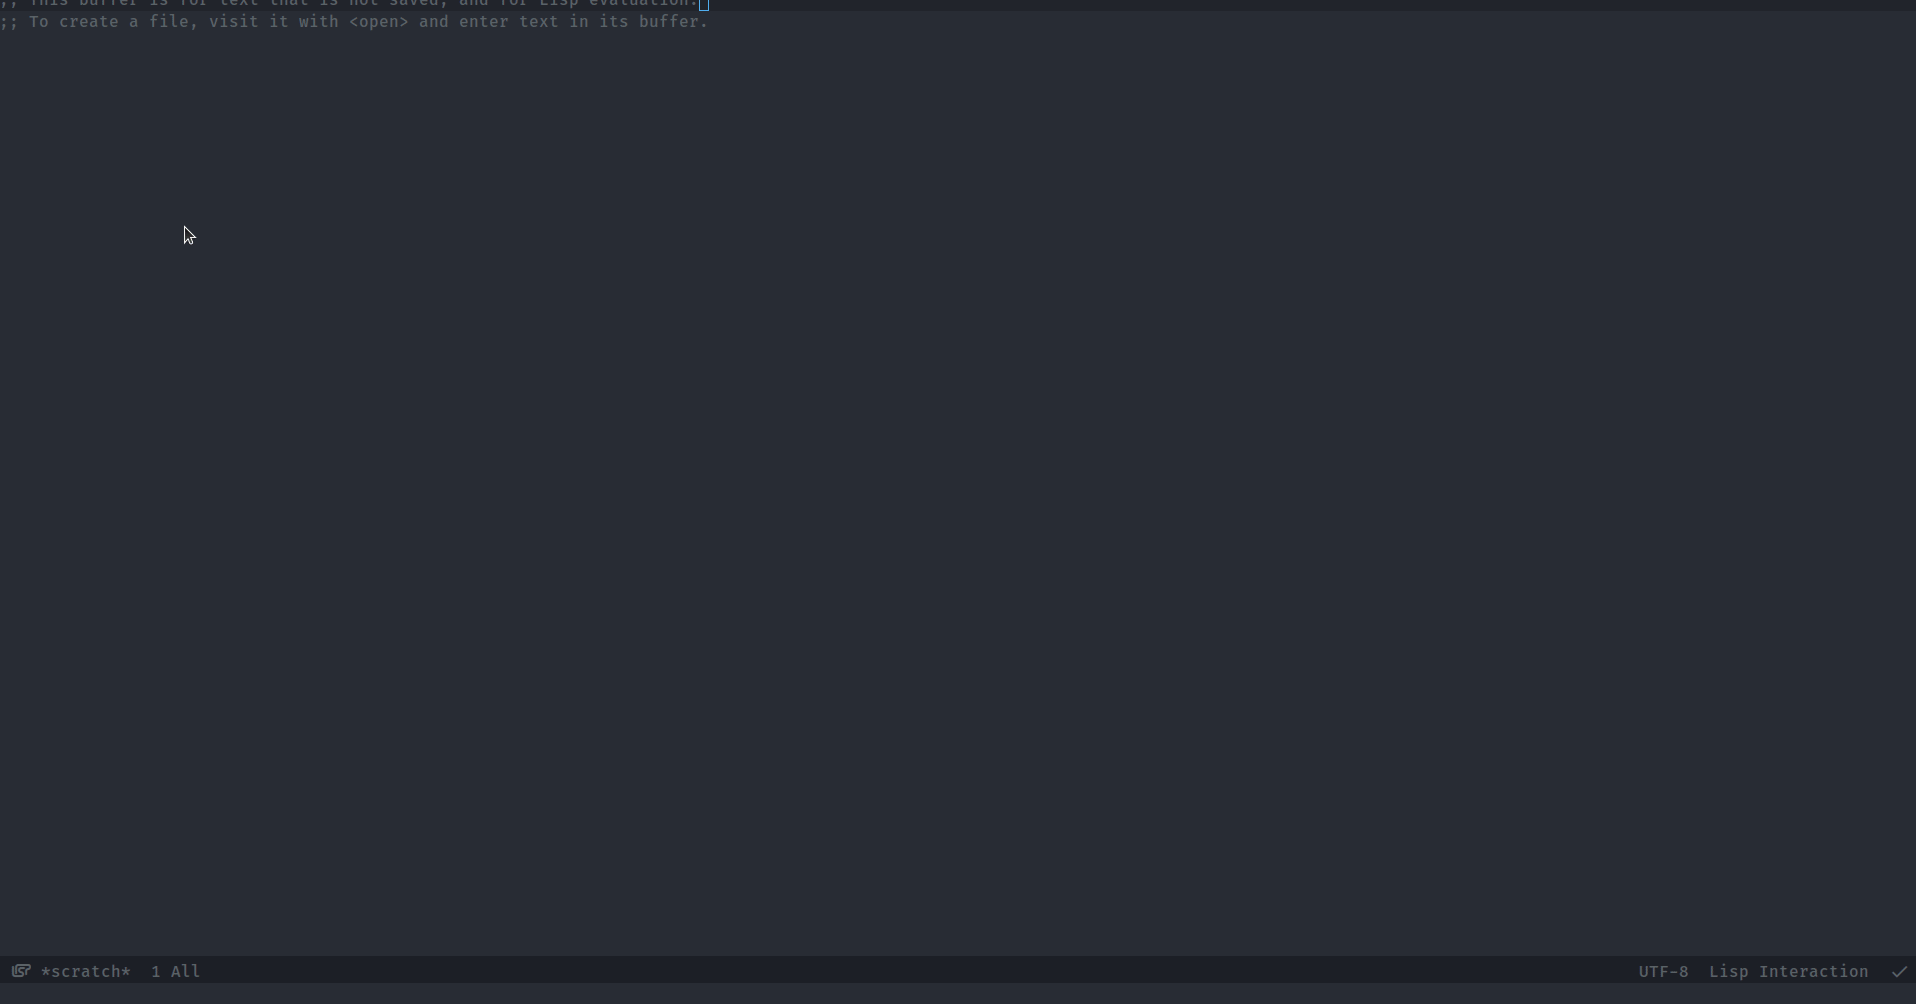 ;; This buffer is for text that is not saved, and for Lisp evaluation.
;; To create a file, visit it with <open> and enter text in its buffer.
*scratch* 1 All UTF-8 Lisp Interaction